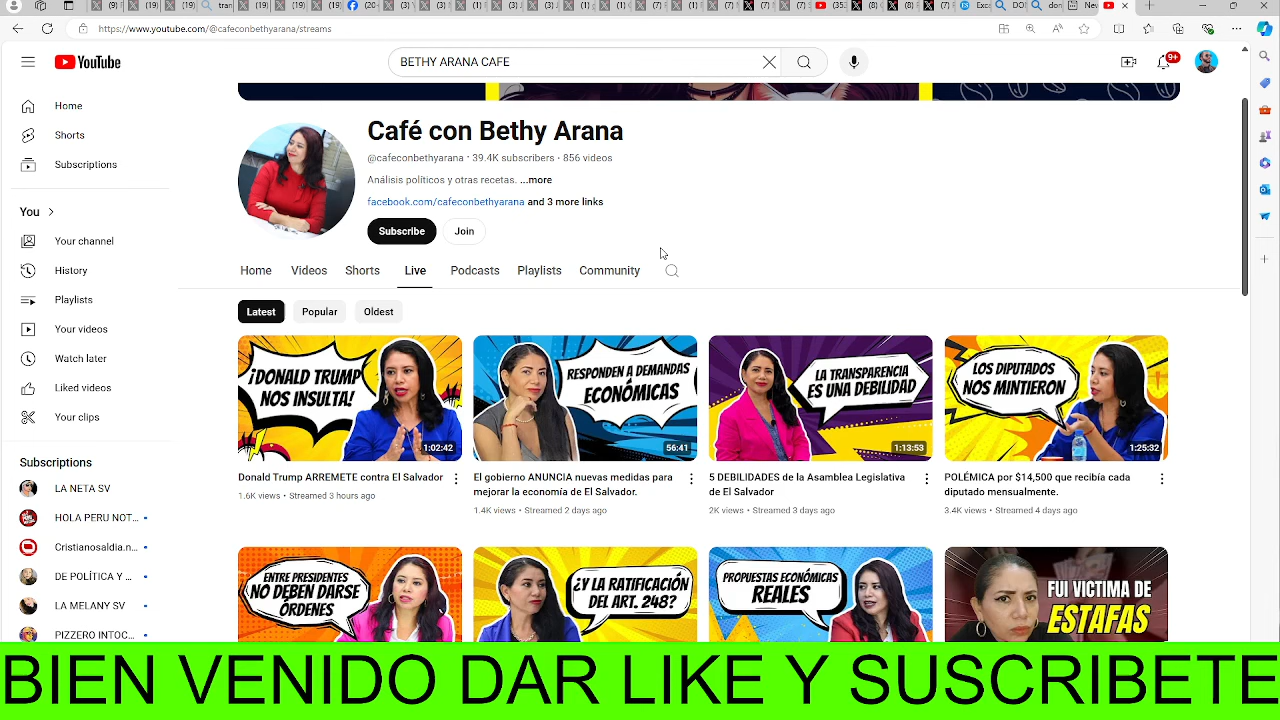 https://www.youtube.com/@cafeconbethyarana/streams
YouTube
BETHY ARANA CAFE
9+
Home
Shorts
Subscriptions
You
Your channel
History
Playlists
Your videos
Watch later
Liked videos
Your clips
Subscriptions
LA NETA SV
HOLA PERU NOT...
Cristianosaldia.n...
DE POLÍTICA Y ...
LA MELANY SV
PIZZERO INTOC...
Café con Bethy Arana
@cafeconbethyarana · 39.4K subscribers · 856 videos
Análisis políticos y otras recetas. ...more
facebook.com/cafeconbethyarana and 3 more links
Subscribe
Join
Home Videos Shorts Live Podcasts Playlists Community
Latest Popular Oldest
¡DONALD TRUMP
NOS INSULTA!
1:02:42
Donald Trump ARREMETE contra El Salvador
1.6K views • Streamed 3 hours ago
RESPONDEN A DEMANDAS
ECONÓMICAS
56:41
El gobierno ANUNCIA nuevas medidas para
mejorar la economía de El Salvador.
1.4K views • Streamed 2 days ago
LA TRANSPARENCIA
ES UNA DEBILIDAD
1:13:53
5 DEBILIDADES de la Asamblea Legislativa
de El Salvador
2K views • Streamed 3 days ago
LOS DIPUTADOS
NOS MINTIERON
1:25:32
POLÉMICA por $14,500 que recibía cada
diputado mensualmente.
3.4K views • Streamed 4 days ago
ENTRE PRESIDENTES
NO DEBEN DARSE
ÓRDENES
¿Y LA RATIFICACIÓN
DEL ART. 248?
PROPUESTAS ECONÓMICAS
REALES
FUI VICTIMA DE
ESTAFAS
BIEN VENIDO DAR LIKE Y SUSCRIBETE